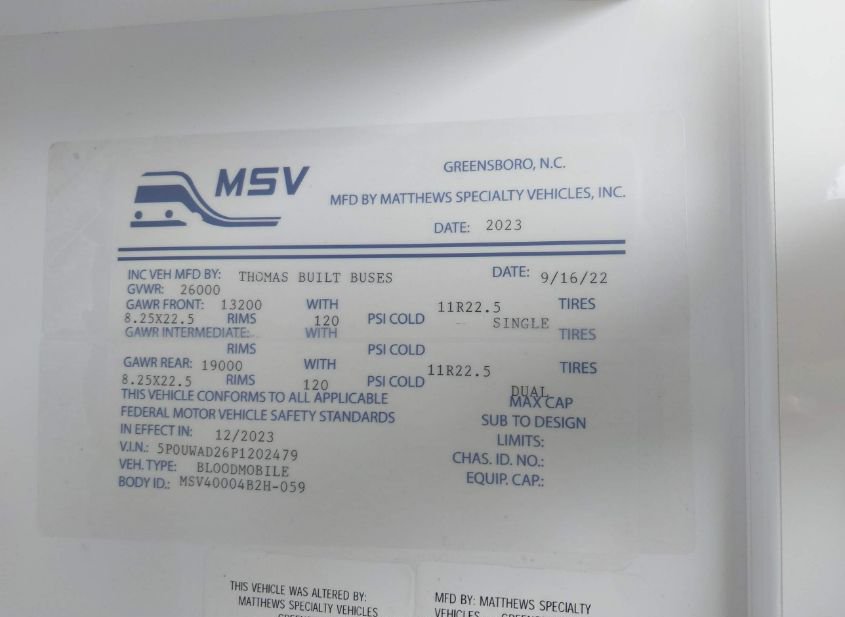 MSV
GREENSBORO, N.C.
MFD BY MATTHEWS SPECIALTY VEHICLES, INC.
DATE: 2023
INC VEH MFD BY: THOMAS BUILT BUSES DATE: 9/16/22
GVWR: 26000
GAWR FRONT: 13200 WITH 11R22.5 TIRES
8.25X22.5 RIMS 120 PSI COLD - SINGLE
GAWR INTERMEDIATE: WITH TIRES
RIMS PSI COLD
GAWR REAR: 19000 WITH 11R22.5 TIRES
8.25X22.5 RIMS 120 PSI COLD DUAL
THIS VEHICLE CONFORMS TO ALL APPLICABLE MAX CAP
FEDERAL MOTOR VEHICLE SAFETY STANDARDS SUB TO DESIGN
IN EFFECT IN: 12/2023 LIMITS:
V.I.N.: 5P0UWAD26P1202479 CHAS. ID. NO.:
VEH. TYPE: BLOODMOBILE EQUIP. CAP.:
BODY ID.: MSV40004B2H-059
THIS VEHICLE WAS ALTERED BY:
MATTHEWS SPECIALTY VEHICLES
MFD BY: MATTHEWS SPECIALTY
VEHICLES